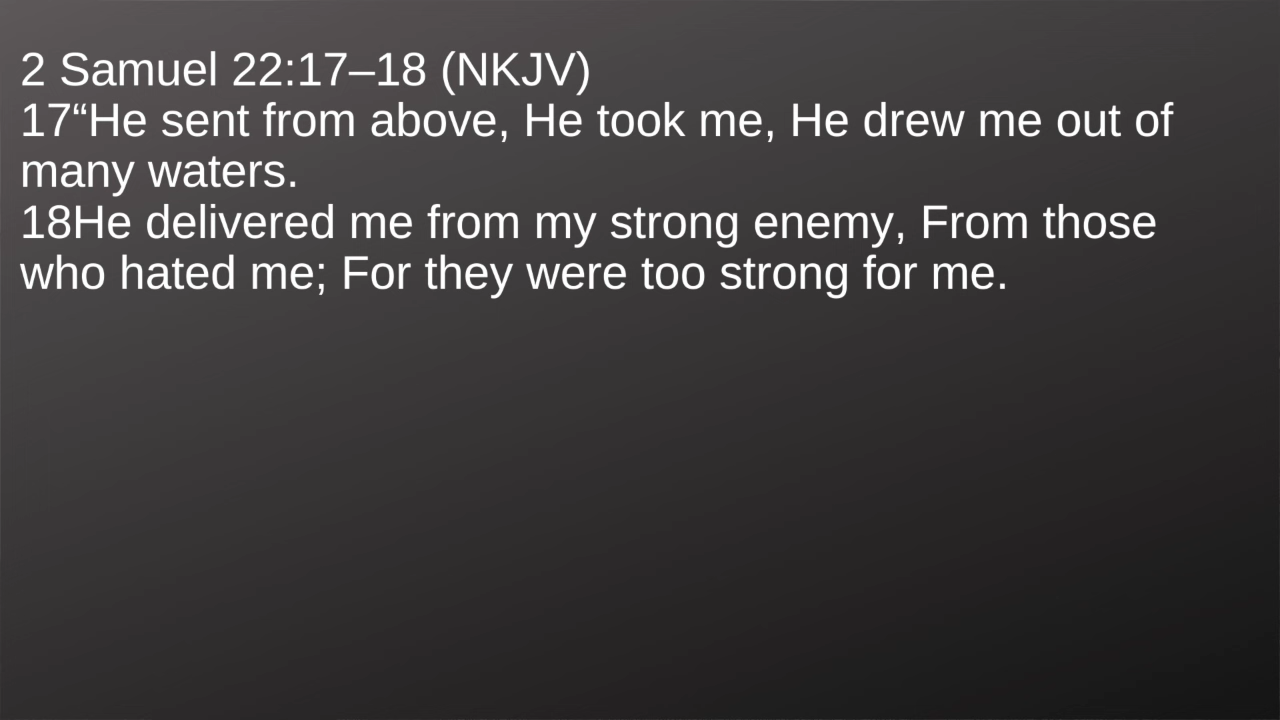 2 Samuel 22:17–18 (NKJV)
17“He sent from above, He took me, He drew me out of
many waters.
18He delivered me from my strong enemy, From those
who hated me; For they were too strong for me.